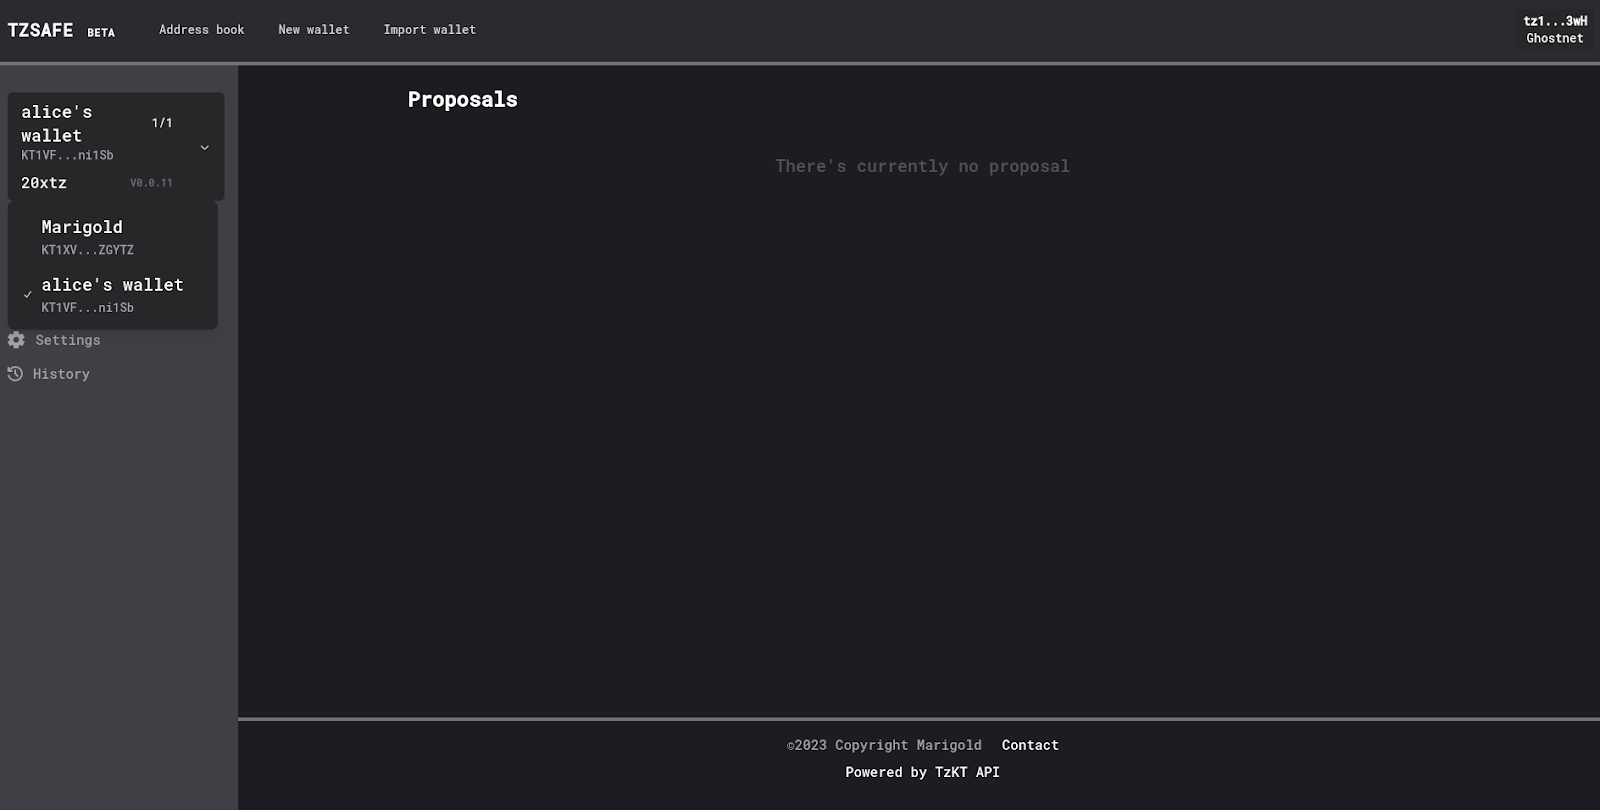 TZSAFE BETA Address book New wallet Import wallet
tz1...3wH
Ghostnet
alice's
wallet
1/1
KT1VF...ni1Sb
20xtz V0.0.11
Marigold
KT1XV...ZGYTZ
alice's wallet
KT1VF...ni1Sb
Settings
History
Proposals
There's currently no proposal
©2023 Copyright Marigold Contact
Powered by TzKT API